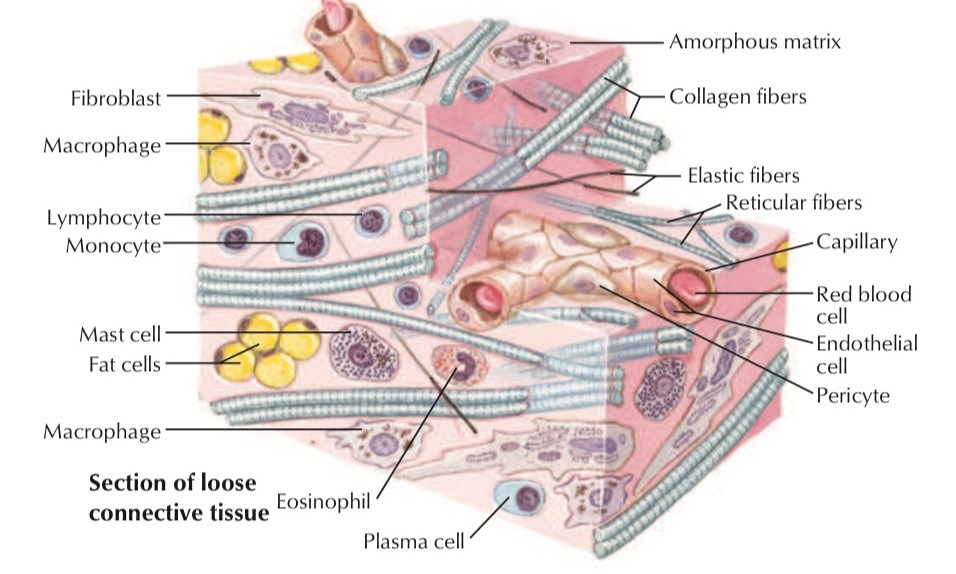 Amorphous matrix
Collagen fibers
Fibroblast
Macrophage
Elastic fibers
Reticular fibers
Lymphocyte
Monocyte
Capillary
Red blood
cell
Mast cell
Fat cells
Endothelial
cell
Pericyte
Macrophage
Section of loose
connective tissue
Eosinophil
Plasma cell